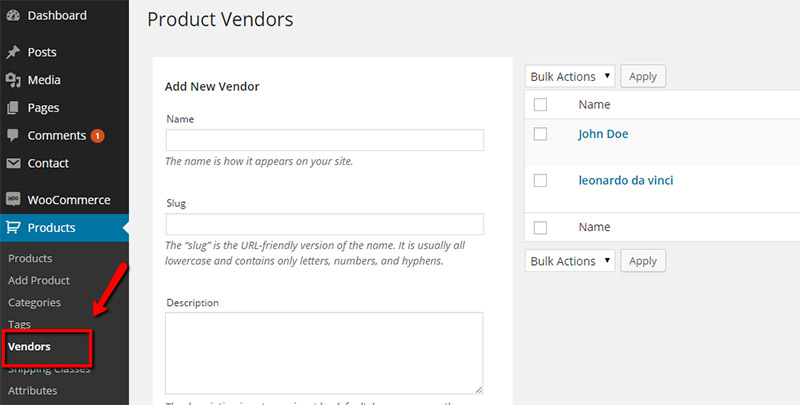 Dashboard
Posts
Media
Pages
Comments 1
Contact
WOO WooCommerce
Products
Products
Add Product
Categories
Tags
Vendors
Shipping Classes
Attributes
Product Vendors
Add New Vendor
Name
The name is how it appears on your site.
Slug
The “slug” is the URL-friendly version of the name. It is usually all
lowercase and contains only letters, numbers, and hyphens.
Description
Bulk Actions Apply
Name
John Doe
leonardo da vinci
Name
Bulk Actions Apply